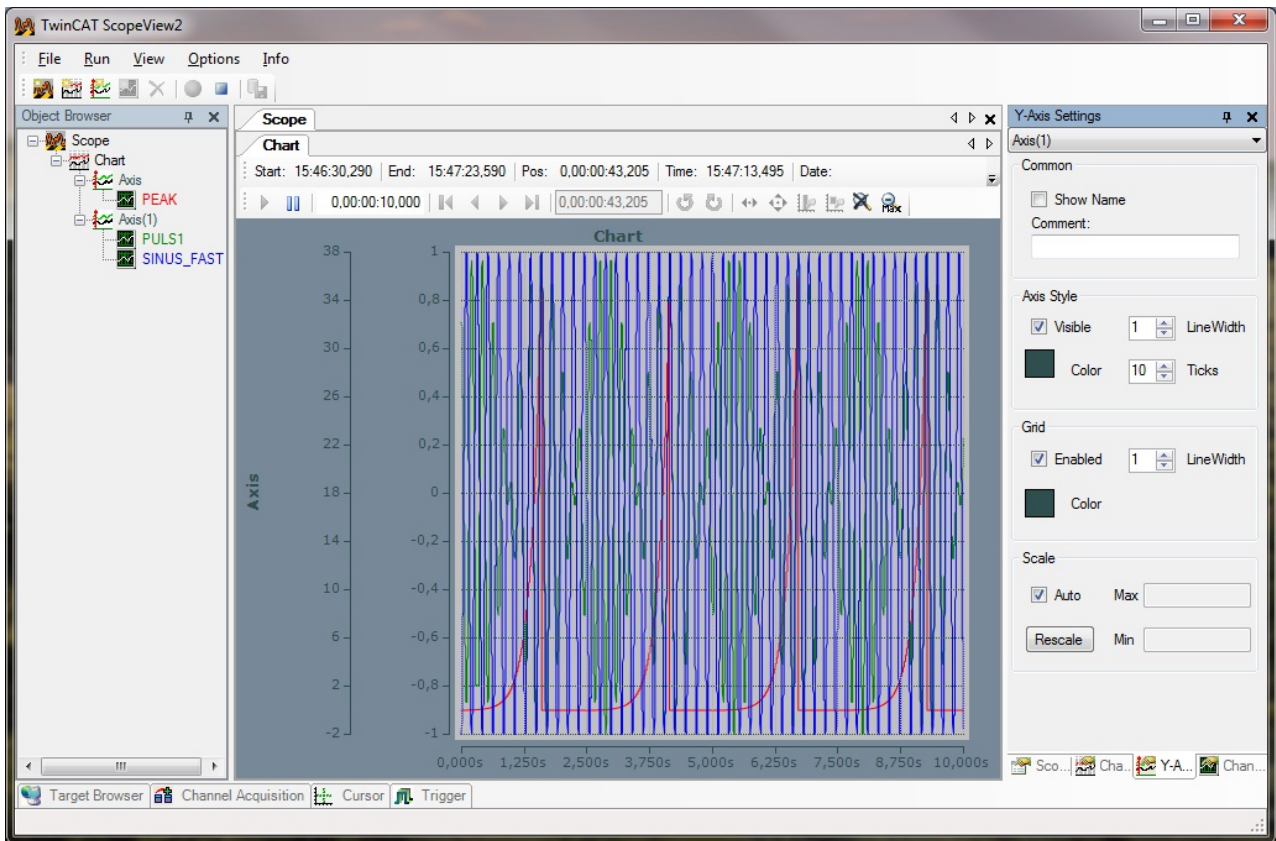 TwinCAT ScopeView2
File Run View Options Info
Object Browser
Scope
Chart
Axis
PEAK
Axis(1)
PULS1
SINUS_FAST
Scope
Chart
Start: 15:46:30,290 End: 15:47:23,590 Pos: 0,00:00:43,205 Time: 15:47:13,495 Date:
0,00:00:10,000 0,00:00:43,205 Max
Chart
38 1
34 0,8
30 0,6
26 0,4
22 0,2
18 0
14 -0,2
10 -0,4
6 -0,6
2 -0,8
-2 -1
Axis
0,000s 1,250s 2,500s 3,750s 5,000s 6,250s 7,500s 8,750s 10,000s
Y-Axis Settings
Axis(1)
Common
Show Name
Comment:
Axis Style
Visible 1 LineWidth
Color 10 Ticks
Grid
Enabled 1 LineWidth
Color
Scale
Auto Max
Rescale Min
Sco... Cha.. Y-A... Chan...
Target Browser Channel Acquisition Cursor Trigger